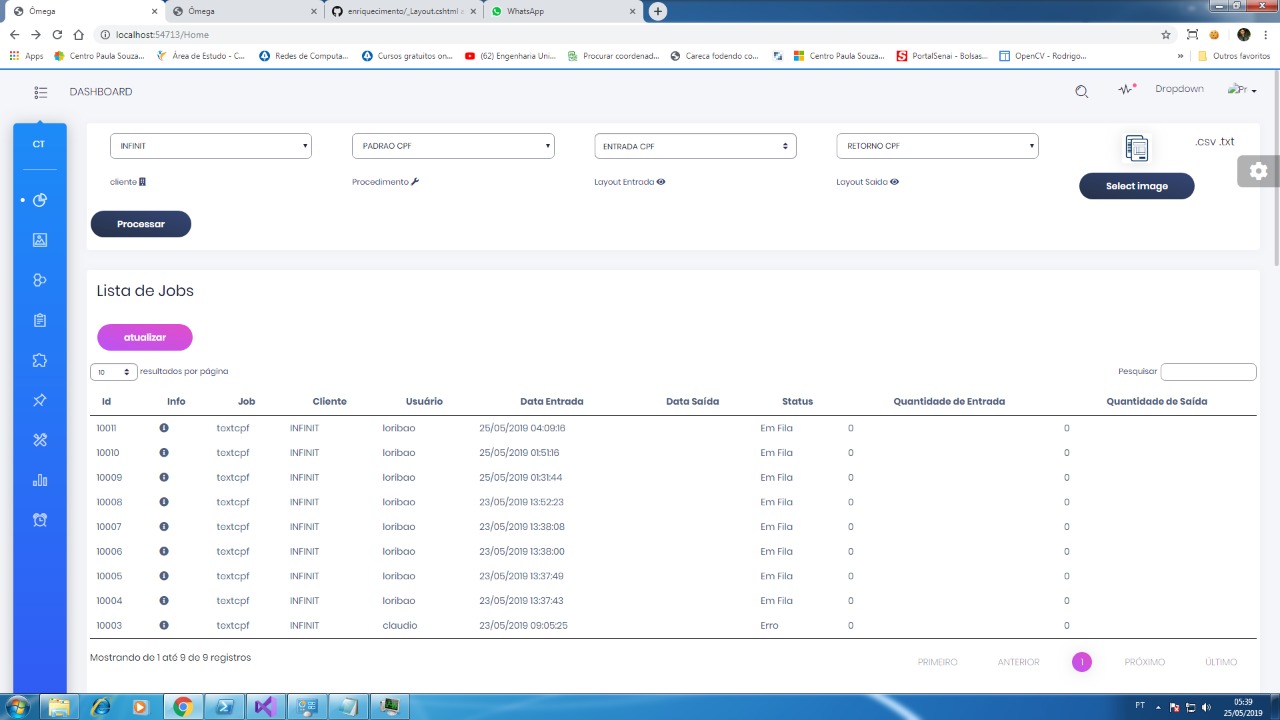 Ômega
Ômega
enriquecimento/_Layout.cshtml
WhatsApp
localhost:54713/Home
Apps
Centro Paula Souza...
Área de Estudo - C...
Redes de Computa...
Cursos gratuitos on...
(62) Engenharia Uni...
Procurar coordenad...
Careca fodendo co...
Centro Paula Souza...
PortalSenai - Bolsas...
OpenCV - Rodrigo...
»
Outros favoritos
DASHBOARD
Dropdown
Pr
CT
INFINIT
PADRAO CPF
ENTRADA CPF
RETORNO CPF
.csv .txt
cliente
Procedimento
Layout Entrada
Layout Saida
Select image
Processar
Lista de Jobs
atualizar
10 resultados por página
Pesquisar
Id Info Job Cliente Usuário Data Entrada Data Saída Status Quantidade de Entrada Quantidade de Saída
10011 textcpf INFINIT loribao 25/05/2019 04:09:16 Em Fila 0 0
10010 textcpf INFINIT loribao 25/05/2019 01:51:16 Em Fila 0 0
10009 textcpf INFINIT loribao 25/05/2019 01:31:44 Em Fila 0 0
10008 textcpf INFINIT loribao 23/05/2019 13:52:23 Em Fila 0 0
10007 textcpf INFINIT loribao 23/05/2019 13:38:08 Em Fila 0 0
10006 textcpf INFINIT loribao 23/05/2019 13:38:00 Em Fila 0 0
10005 textcpf INFINIT loribao 23/05/2019 13:37:49 Em Fila 0 0
10004 textcpf INFINIT loribao 23/05/2019 13:37:43 Em Fila 0 0
10003 textcpf INFINIT claudio 23/05/2019 09:05:25 Erro 0 0
Mostrando de 1 até 9 de 9 registros
PRIMEIRO ANTERIOR 1 PRÓXIMO ÚLTIMO
PT
05:39
25/05/2019